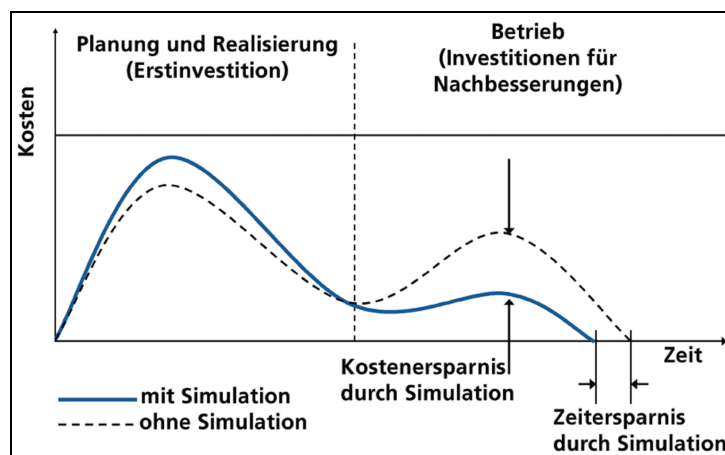 Planung und Realisierung
(Erstinvestition)
Betrieb
(Investitionen für
Nachbesserungen)
Kosten
Zeit
Kostenersparnis
durch Simulation
mit Simulation
ohne Simulation
Zeitersparnis
durch Simulation